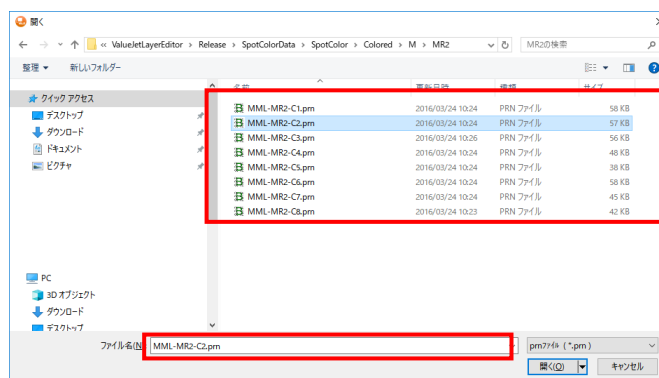 開く
« ValueJetLayerEditor › Release › SpotColorData › SpotColor › Colored › M › MR2
MR2の検索
整理 新しいフォルダー
名前 更新日時 種類 サイズ
クイック アクセス
デスクトップ
ダウンロード
ドキュメント
ピクチャ
PC
3D オブジェクト
ダウンロード
デスクトップ
MML-MR2-C1.prn 2016/03/24 10:24 PRN ファイル 58 KB
MML-MR2-C2.prn 2016/03/24 10:24 PRN ファイル 57 KB
MML-MR2-C3.prn 2016/03/24 10:26 PRN ファイル 56 KB
MML-MR2-C4.prn 2016/03/24 10:24 PRN ファイル 48 KB
MML-MR2-C5.prn 2016/03/24 10:24 PRN ファイル 38 KB
MML-MR2-C6.prn 2016/03/24 10:24 PRN ファイル 58 KB
MML-MR2-C7.prn 2016/03/24 10:24 PRN ファイル 45 KB
MML-MR2-C8.prn 2016/03/24 10:23 PRN ファイル 42 KB
ファイル名(N) MML-MR2-C2.prn prnファイル (*.prn)
開く(O) キャンセル